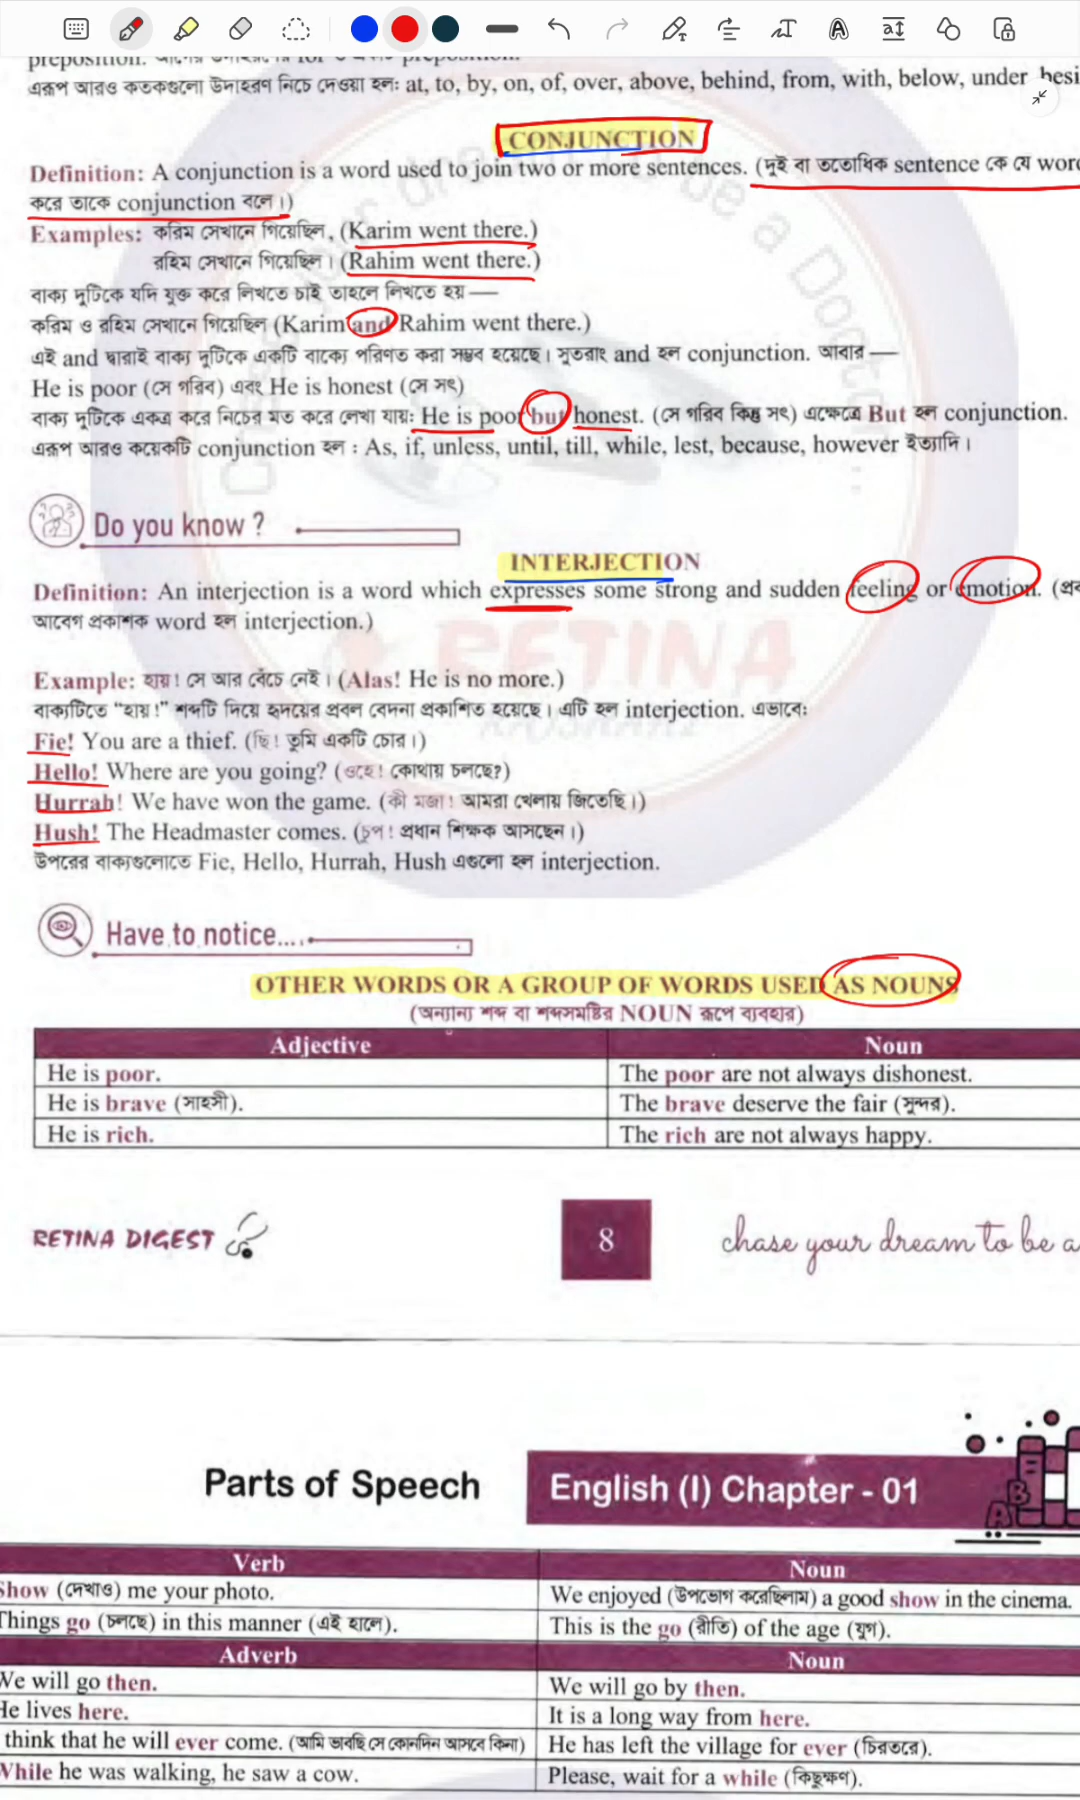 এরূপ আরও কতকগুলো উদাহরণ নিচে দেওয়া হলঃ at, to, by, on, of, over, above, behind, from, with, below, under
CONJUNCTION
Definition: A conjunction is a word used to join two or more sentences. (দুই বা ততোধিক sentence কে যে word
করে তাকে conjunction বলে।)
Examples: করিম সেখানে গিয়েছিল, (Karim went there.)
রহিম সেখানে গিয়েছিল। (Rahim went there.)
বাক্য দুটিকে যদি যুক্ত করে লিখতে চাই তাহলে লিখতে হয়—
করিম ও রহিম সেখানে গিয়েছিল (Karim and Rahim went there.)
এই and দ্বারাই বাক্য দুটিকে একটি বাক্যে পরিণত করা সম্ভব হয়েছে। সুতরাং and হল conjunction. আবার—
He is poor (সে গরিব) এবং He is honest (সে সৎ)
বাক্য দুটিকে একত্র করে নিচের মত করে লেখা যায়ঃ He is poor but honest. (সে গরিব কিন্তু সৎ) এক্ষেত্রে But হল conjunction.
এরূপ আরও কয়েকটি conjunction হল : As, if, unless, until, till, while, lest, because, however ইত্যাদি।
Do you know ?
INTERJECTION
Definition: An interjection is a word which expresses some strong and sudden feeling or emotion.
আবেগ প্রকাশক word হল interjection.)
RETINA
Example: হায়! সে আর বেঁচে নেই। (Alas! He is no more.)
বাক্যটিতে “হায়!” শব্দটি দিয়ে হৃদয়ের প্রবল বেদনা প্রকাশিত হয়েছে। এটি হল interjection. এভাবেঃ
Fie! You are a thief. (ছি! তুমি একটি চোর।)
Hello! Where are you going? (ওহে! কোথায় চলছে?)
Hurrah! We have won the game. (কী মজা! আমরা খেলায় জিতেছি।)
Hush! The Headmaster comes. (চুপ! প্রধান শিক্ষক আসছেন।)
উপরের বাক্যগুলোতে Fie, Hello, Hurrah, Hush এগুলো হল interjection.
Have to notice....
OTHER WORDS OR A GROUP OF WORDS USED AS NOUNS
(অন্যান্য শব্দ বা শব্দসমষ্টির NOUN রূপে ব্যবহার)
Adjective Noun
He is poor. The poor are not always dishonest.
He is brave (সাহসী). The brave deserve the fair (সুন্দর).
He is rich. The rich are not always happy.
RETINA DIGEST 8 chase your dream to be a
Parts of Speech English (I) Chapter - 01
Verb Noun
Show (দেখাও) me your photo. We enjoyed (উপভোগ করেছিলাম) a good show in the cinema.
Things go (চলছে) in this manner (এই হালে). This is the go (রীতি) of the age (যুগ).
Adverb Noun
We will go then. We will go by then.
He lives here. It is a long way from here.
think that he will ever come. (আমি ভাবছি সে কোনদিন আসবে কিনা) He has left the village for ever (চিরতরে).
While he was walking, he saw a cow. Please, wait for a while (কিছুক্ষণ).